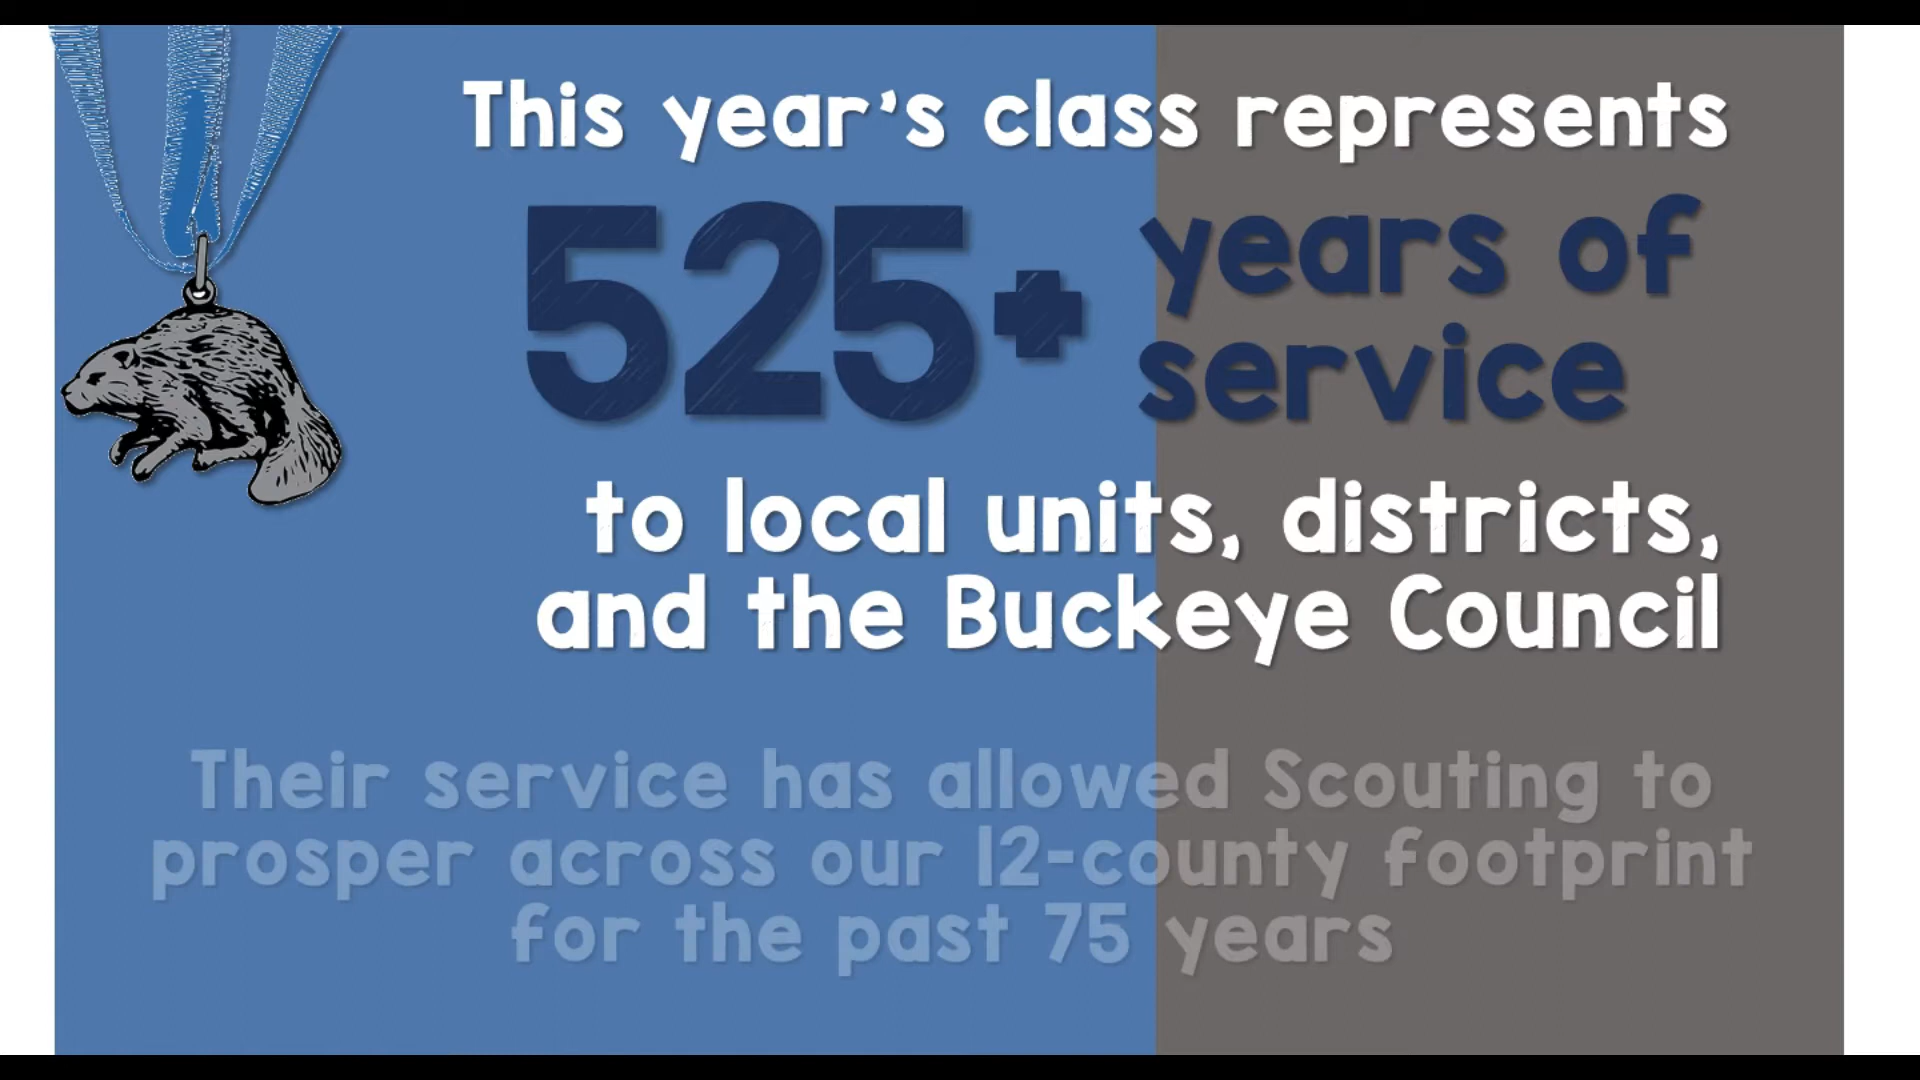 This year's class represents
525+ years of
service
to local units, districts,
and the Buckeye Council
Their service has allowed Scouting to
prosper across our 12-county footprint
for the past 75 years